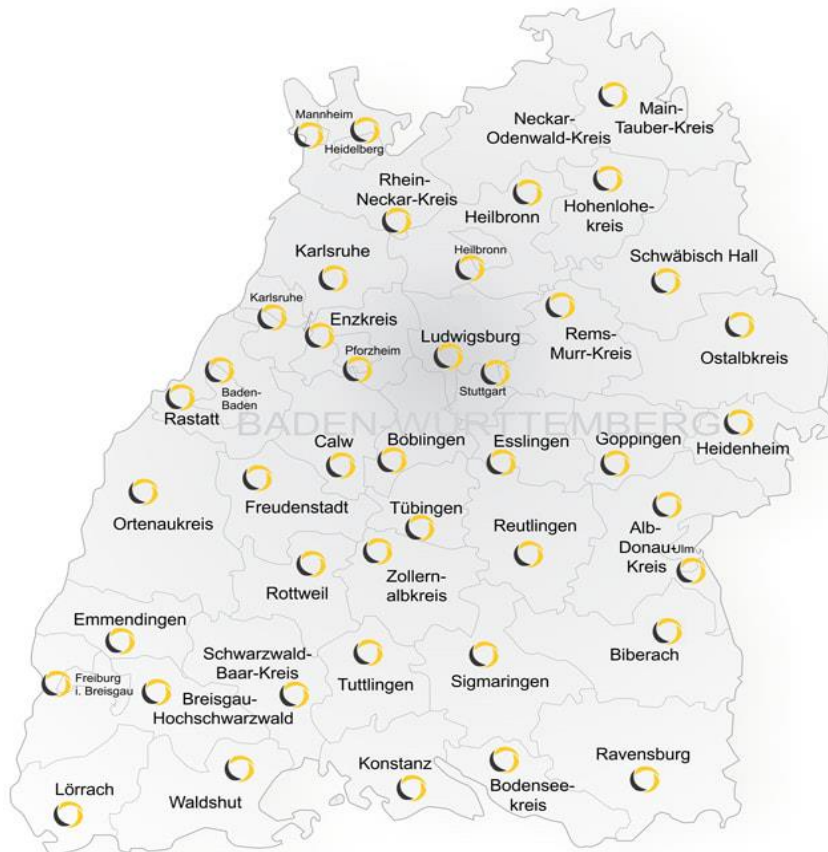 Mannheim
Heidelberg
Neckar-
Odenwald-Kreis
Main-
Tauber-Kreis
Rhein-
Neckar-Kreis
Heilbronn
Hohenlohe-
kreis
Karlsruhe
Heilbronn
Schwäbisch Hall
Karlsruhe
Enzkreis
Pforzheim
Ludwigsburg
Stuttgart
Rems-
Murr-Kreis
Ostalbkreis
Baden-
Baden
Rastatt
BADEN-WÜRTTEMBERG
Calw
Böblingen
Esslingen
Göppingen
Heidenheim
Ortenaukreis
Freudenstadt
Tübingen
Reutlingen
Alb-
Donau-
Kreis
Ulm
Rottweil
Zollern-
albkreis
Emmendingen
Freiburg
i. Breisgau
Schwarzwald-
Baar-Kreis
Breisgau-
Hochschwarzwald
Tuttlingen
Sigmaringen
Biberach
Lörrach
Waldshut
Konstanz
Bodensee-
kreis
Ravensburg